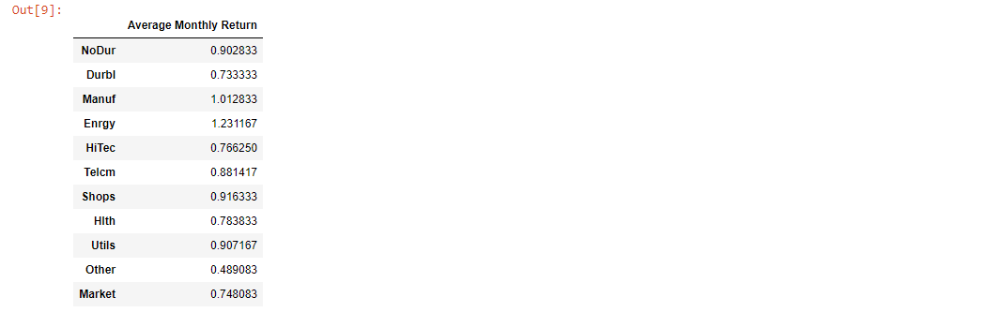 Out[9]:
Average Monthly Return
NoDur 0.902833
Durbl 0.733333
Manuf 1.012833
Enrgy 1.231167
HiTec 0.766250
Telcm 0.881417
Shops 0.916333
Hlth 0.783833
Utils 0.907167
Other 0.489083
Market 0.748083